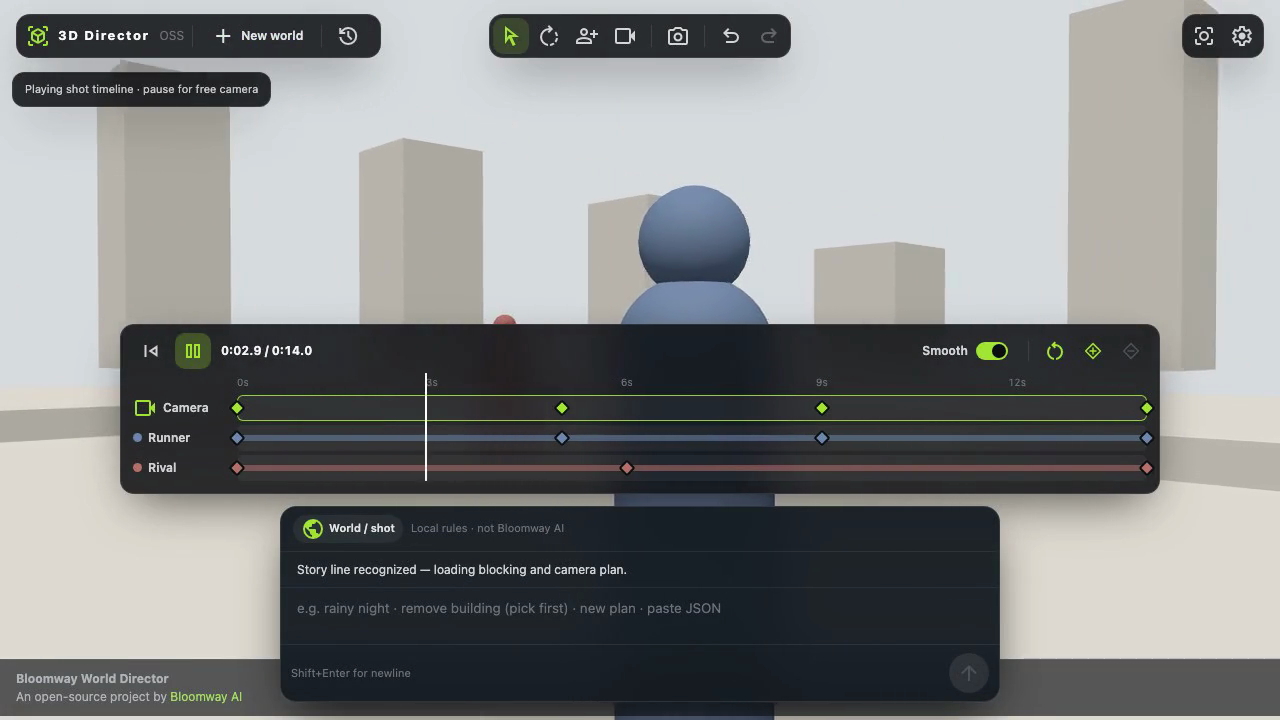 3D Director OSS
New world
Playing shot timeline · pause for free camera
0:02.9 / 0:14.0
Smooth
0s 3s 6s 9s 12s
Camera
Runner
Rival
World / shot Local rules · not Bloomway AI
Story line recognized — loading blocking and camera plan.
e.g. rainy night · remove building (pick first) · new plan · paste JSON
Shift+Enter for newline
Bloomway World Director
An open-source project by Bloomway AI